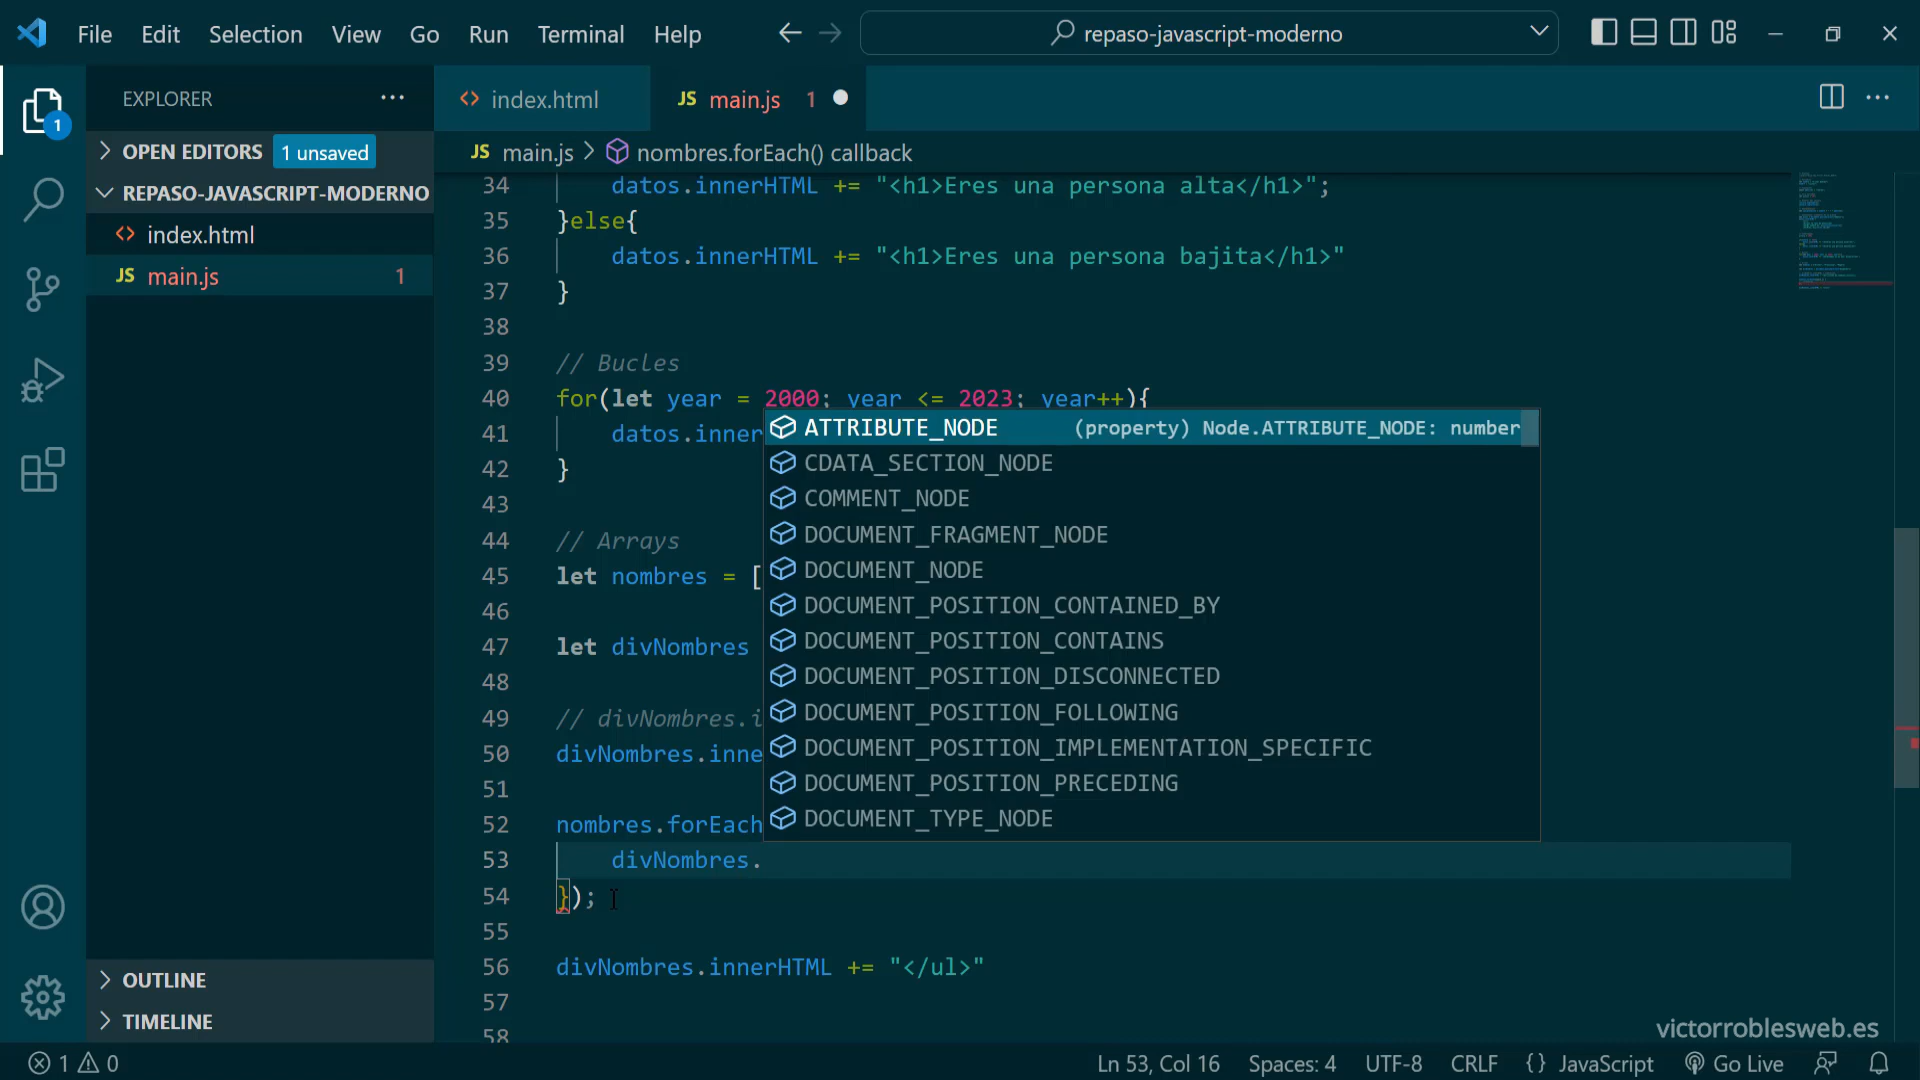 File Edit Selection View Go Run Terminal Help
repaso-javascript-moderno
EXPLORER
index.html
JS main.js 1
OPEN EDITORS 1 unsaved
REPASO-JAVASCRIPT-MODERNO
index.html
JS main.js 1
OUTLINE
TIMELINE
1
JS main.js > nombres.forEach() callback
34 datos.innerHTML += "<h1>Eres una persona alta</h1>";
35 }else{
36 datos.innerHTML += "<h1>Eres una persona bajita</h1>"
37 }
38
39 // Bucles
40 for(let year = 2000; year <= 2023; year++){
41 datos.inner
42 }
43
44 // Arrays
45 let nombres = [
46
47 let divNombres
48
49 // divNombres.i
50 divNombres.inne
51
52 nombres.forEach
53 divNombres.
54 });
55
56 divNombres.innerHTML += "</ul>"
57
58
ATTRIBUTE_NODE (property) Node.ATTRIBUTE_NODE: number
CDATA_SECTION_NODE
COMMENT_NODE
DOCUMENT_FRAGMENT_NODE
DOCUMENT_NODE
DOCUMENT_POSITION_CONTAINED_BY
DOCUMENT_POSITION_CONTAINS
DOCUMENT_POSITION_DISCONNECTED
DOCUMENT_POSITION_FOLLOWING
DOCUMENT_POSITION_IMPLEMENTATION_SPECIFIC
DOCUMENT_POSITION_PRECEDING
DOCUMENT_TYPE_NODE
victorroblesweb.es
1 0
Ln 53, Col 16 Spaces: 4 UTF-8 CRLF {} JavaScript Go Live